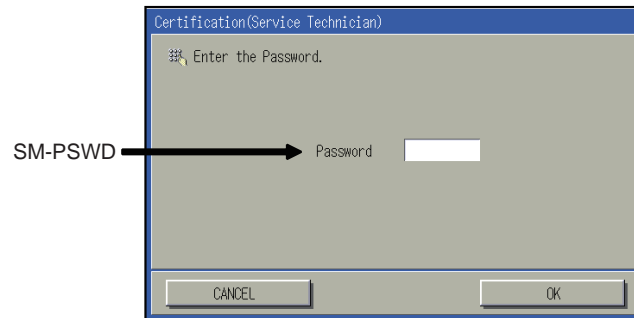 Certification(Service Technician)
Enter the Password.
SM-PSWD
Password
CANCEL
OK